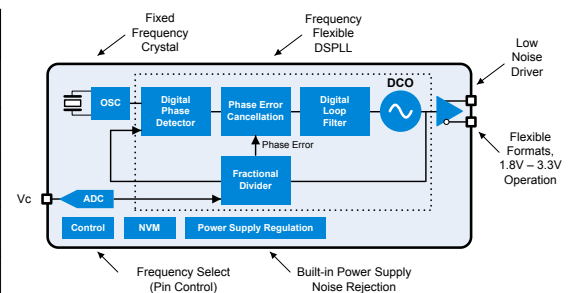 Fixed
Frequency
Crystal
Frequency
Flexible
DSPLL
Low
Noise
Driver
OSC
Digital
Phase
Detector
Phase Error
Cancellation
Digital
Loop
Filter
DCO
Flexible
Formats,
1.8V – 3.3V
Operation
Phase Error
Fractional
Divider
Vc
ADC
Control
NVM
Power Supply Regulation
Frequency Select
(Pin Control)
Built-in Power Supply
Noise Rejection